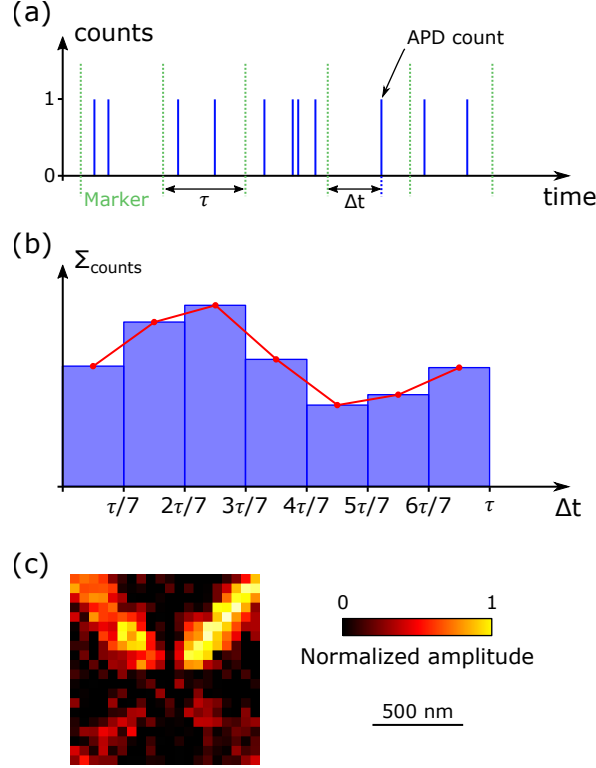 (a)
counts
APD count
1
0
Marker
τ
Δt
time
(b)
Σcounts
τ/7
2τ/7
3τ/7
4τ/7
5τ/7
6τ/7
τ
Δt
(c)
0
1
Normalized amplitude
500 nm